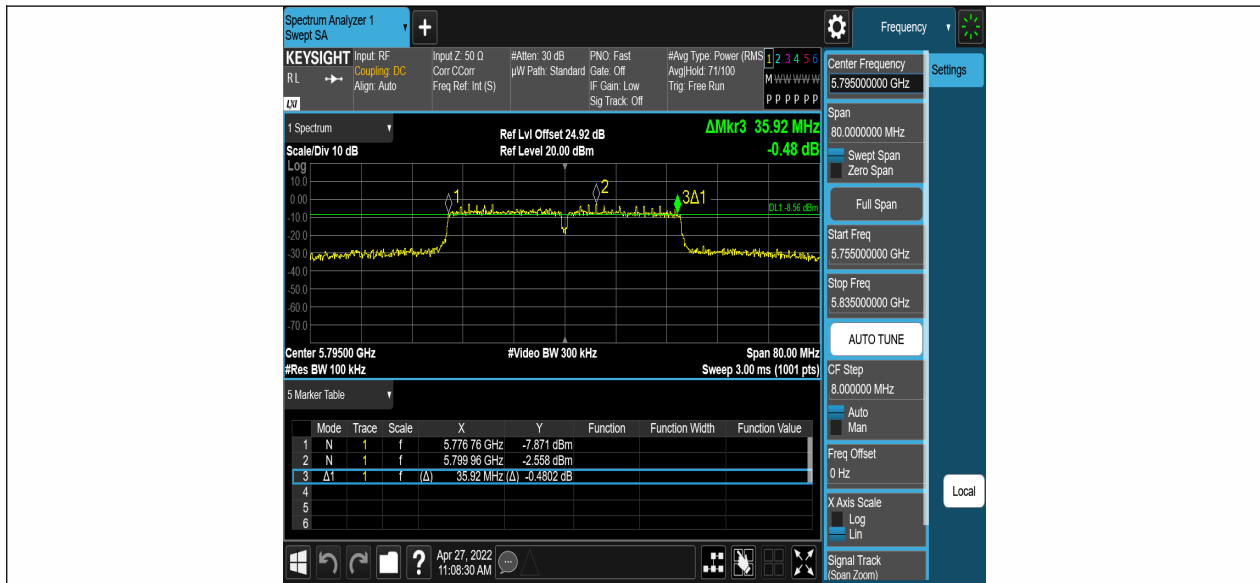 Spectrum Analyzer 1
Swept SA
Frequency
KEYSIGHT
RL
LXI
Input: RF
Coupling: DC
Align: Auto
Input Z: 50 Ω
Corr CCorr
Freq Ref: Int (S)
#Atten: 30 dB
µW Path: Standard
PNO: Fast
Gate: Off
IF Gain: Low
Sig Track: Off
#Avg Type: Power (RMS
Avg|Hold: 71/100
Trig: Free Run
1 2 3 4 5 6
M W W W W W
P P P P P P
1 Spectrum
Scale/Div 10 dB
Ref Lvl Offset 24.92 dB
Ref Level 20.00 dBm
ΔMkr3 35.92 MHz
-0.48 dB
Log
10.0
0.00
-10.0
-20.0
-30.0
-40.0
-50.0
-60.0
-70.0
1
2
3Δ1
DL1 -8.56 dBm
Center 5.79500 GHz
#Video BW 300 kHz
Span 80.00 MHz
#Res BW 100 kHz
Sweep 3.00 ms (1001 pts)
5 Marker Table
Mode Trace Scale X Y Function Function Width Function Value
1 N 1 f 5.776 76 GHz -7.871 dBm
2 N 1 f 5.799 96 GHz -2.558 dBm
3 Δ1 1 f (Δ) 35.92 MHz (Δ) -0.4802 dB
4
5
6
Apr 27, 2022
11:08:30 AM
Center Frequency
5.795000000 GHz
Settings
Span
80.0000000 MHz
Swept Span
Zero Span
Full Span
Start Freq
5.755000000 GHz
Stop Freq
5.835000000 GHz
AUTO TUNE
CF Step
8.000000 MHz
Auto
Man
Freq Offset
0 Hz
X Axis Scale
Log
Lin
Signal Track
(Span Zoom)
Local